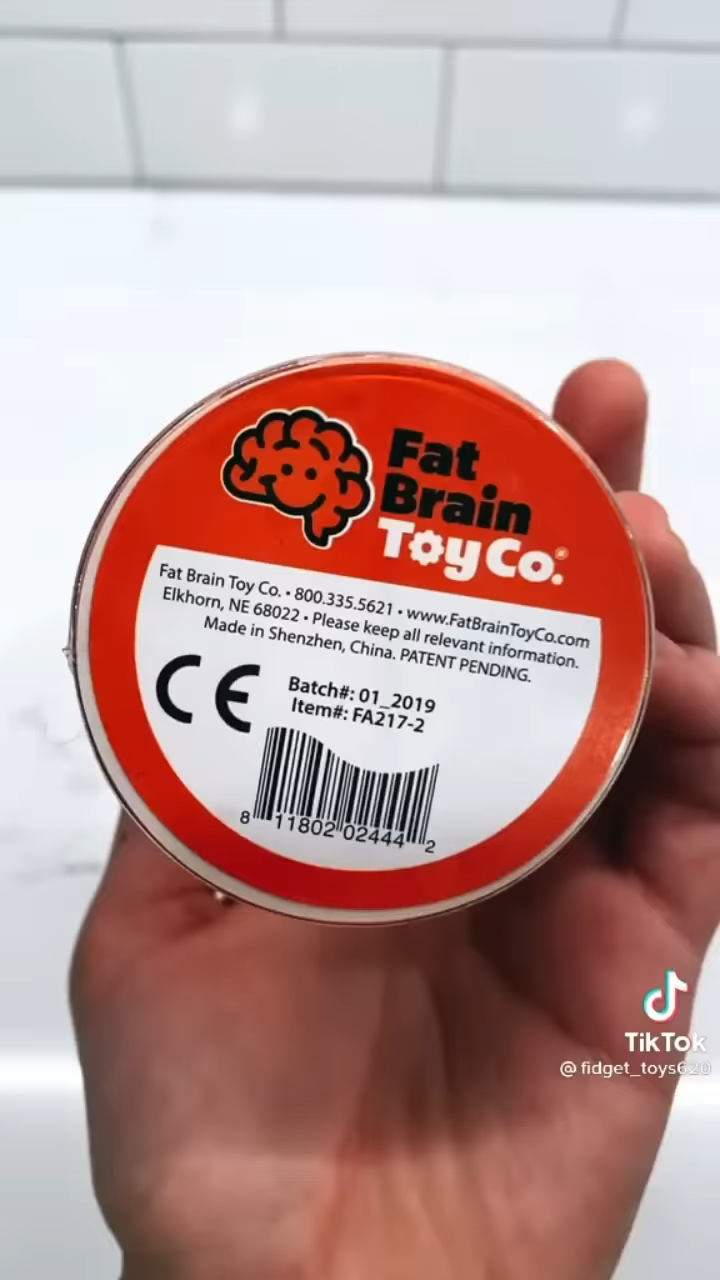 Fat
Brain
Toy Co.
Fat Brain Toy Co. • 800.335.5621 • www.FatBrainToyCo.com
Elkhorn, NE 68022 • Please keep all relevant information.
Made in Shenzhen, China. PATENT PENDING.
CE
Batch#: 01_2019
Item#: FA217-2
8 11802 02444 2
TikTok
@fidget_toys620